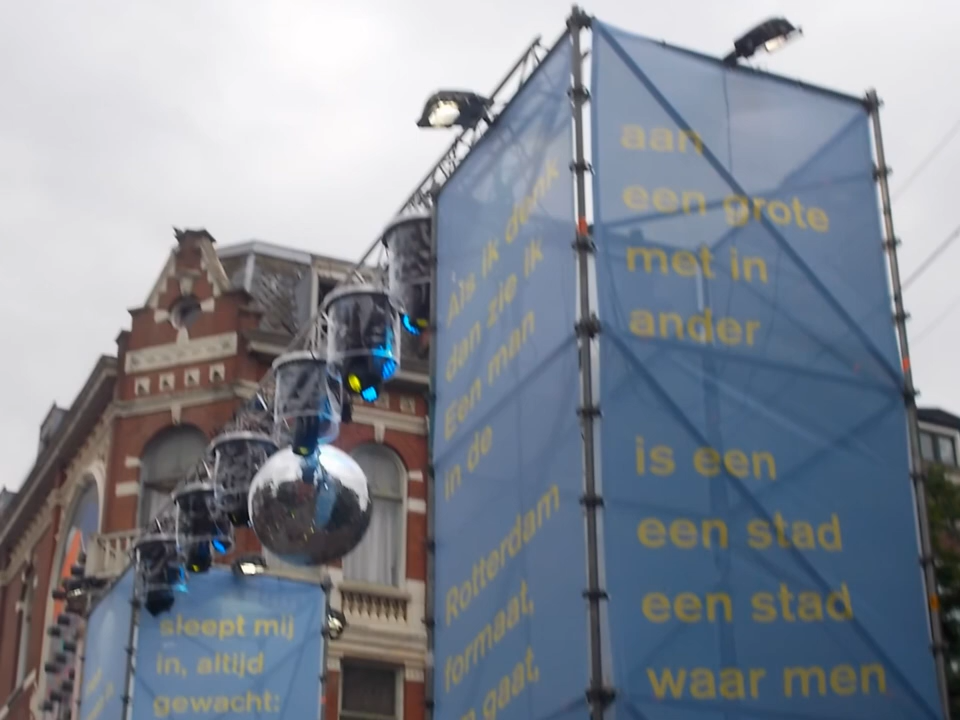 Als ik denk
dan zie ik
Een man
in de
Rotterdam
formaat,
gaat,
aan
een grote
met in
ander
is een
een stad
een stad
waar men
sleept mij
in, altijd
gewacht: